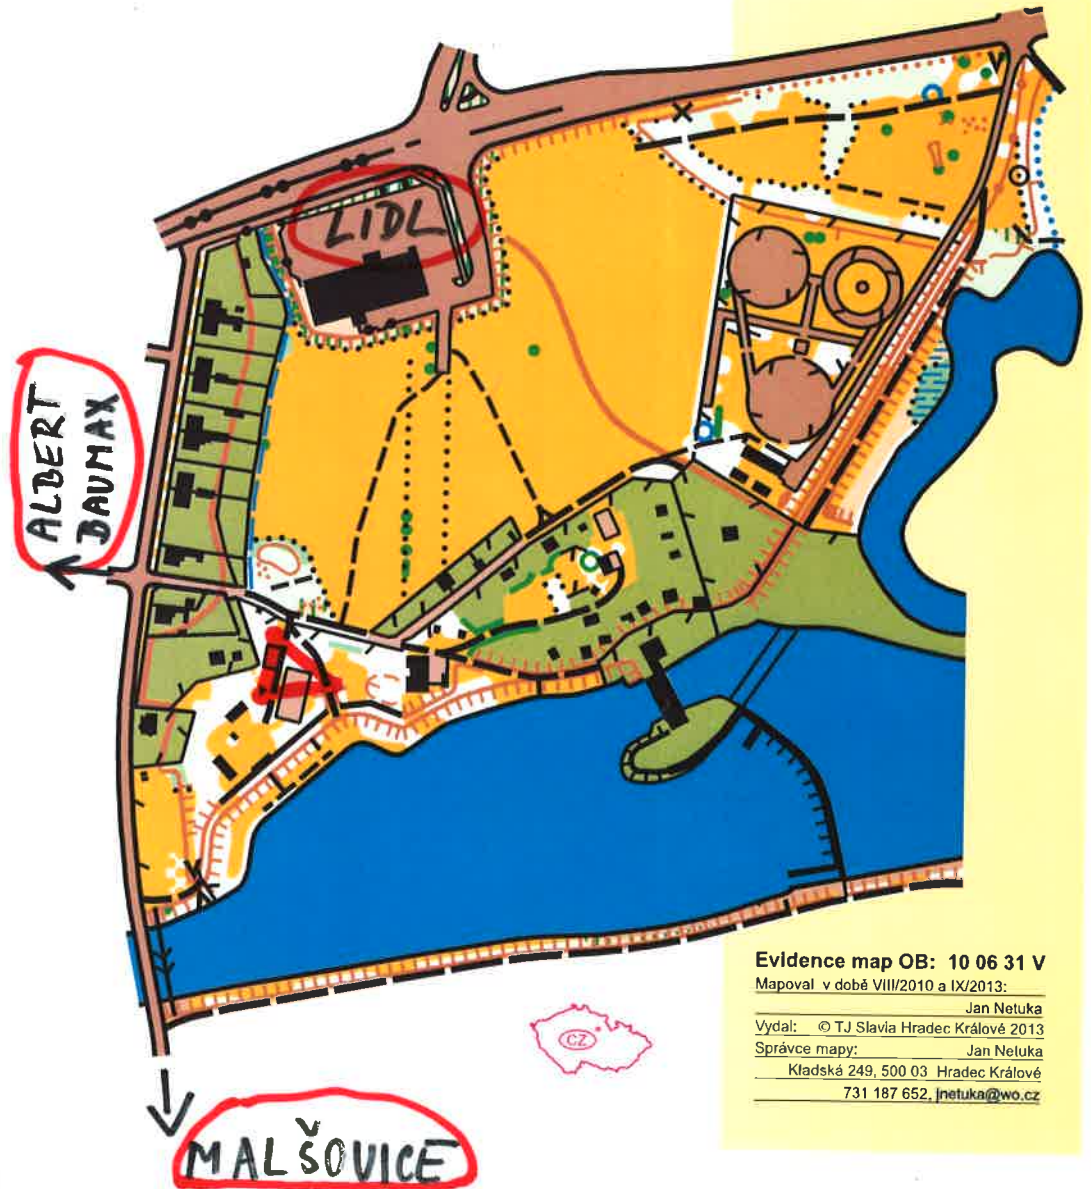 LIDL
ALBERT
BAUMAX
Evidence map OB: 10 06 31 V
Mapoval v době VIII/2010 a IX/2013:
Jan Netuka
Vydal: © TJ Slavia Hradec Králové 2013
Správce mapy: Jan Netuka
Kladská 249, 500 03 Hradec Králové
731 187 652, jnetuka@wo.cz
CZ
MALŠOVICE